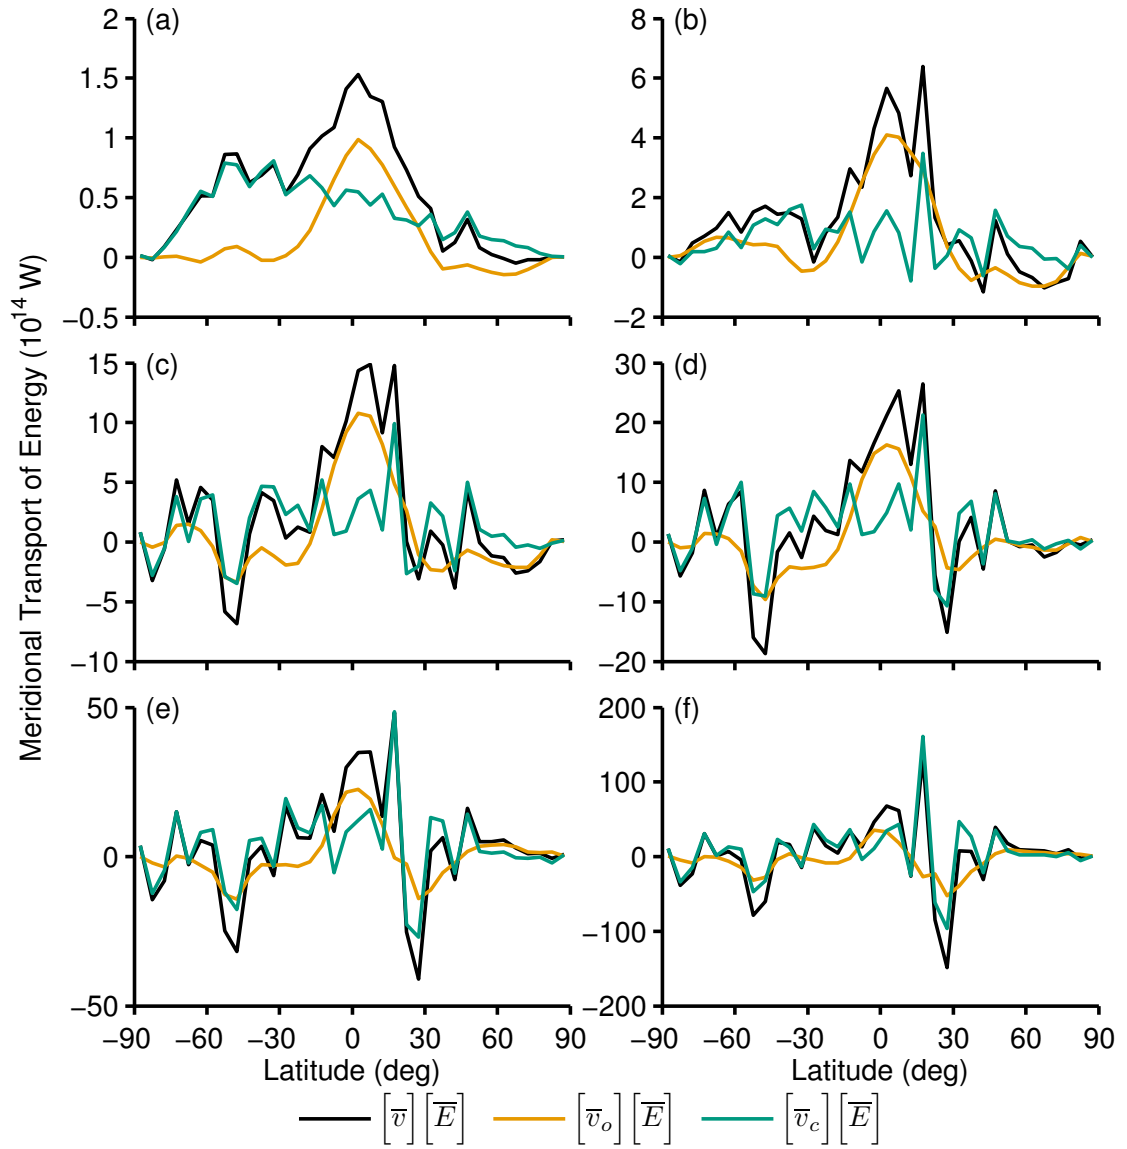 Meridional Transport of Energy (10^14 W)
(a)
2
1.5
1
0.5
0
−0.5
(b)
8
6
4
2
0
−2
(c)
15
10
5
0
−5
−10
(d)
30
20
10
0
−10
−20
(e)
50
0
−50
−90 −60 −30 0 30 60 90
Latitude (deg)
(f)
200
100
0
−100
−200
−90 −60 −30 0 30 60 90
Latitude (deg)
[v̅][E̅] [v̅ₒ][E̅] [v̅_c][E̅]